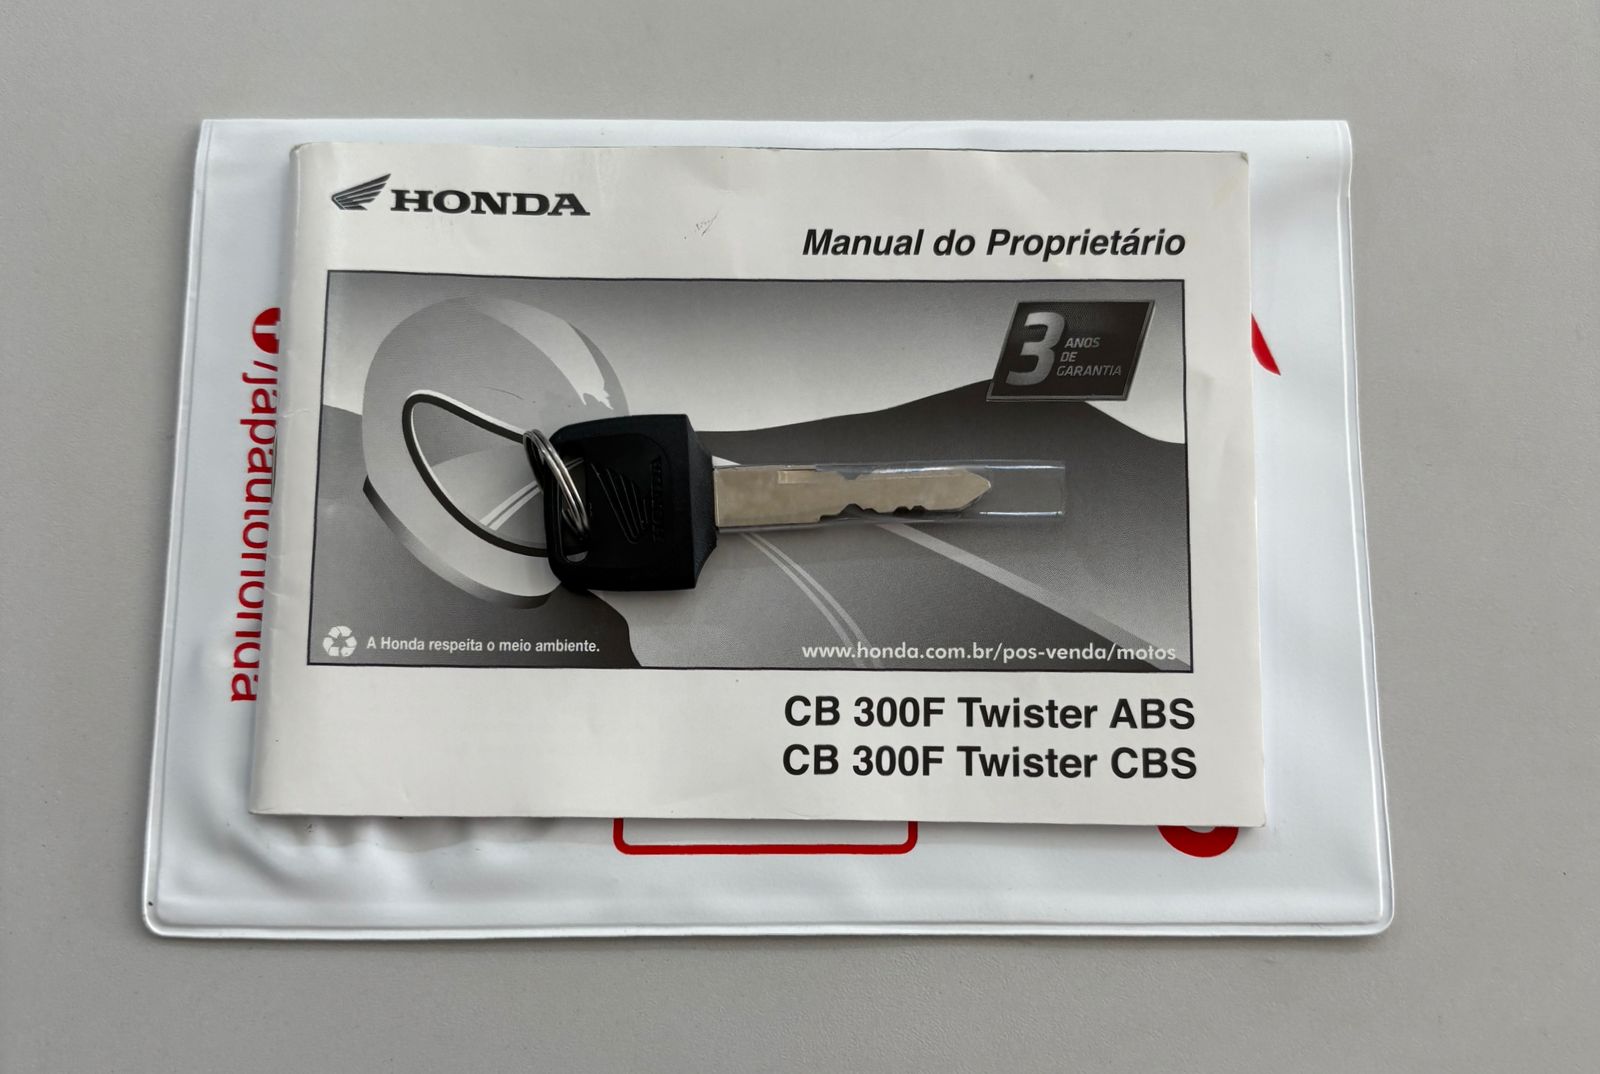 HONDA
Manual do Proprietário
3 ANOS
DE
GARANTIA
HONDA
A Honda respeita o meio ambiente.
www.honda.com.br/pos-venda/motos
CB 300F Twister ABS
CB 300F Twister CBS
/japautohonda